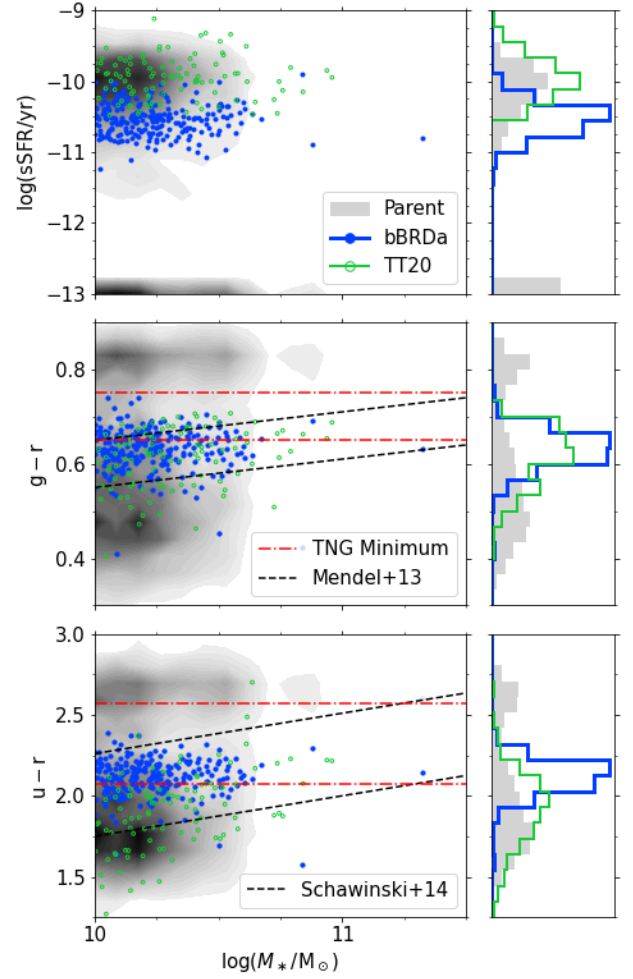 −9
−10
−11
−12
−13
log(sSFR/yr)
Parent
bBRDa
TT20
0.8
0.6
0.4
g − r
TNG Minimum
Mendel+13
3.0
2.5
2.0
1.5
u − r
Schawinski+14
10
11
log(M*/M⊙)